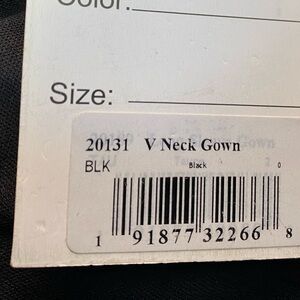 Color:
Size:
20131 V Neck Gown
BLK Black 0
1 91877 32266 8